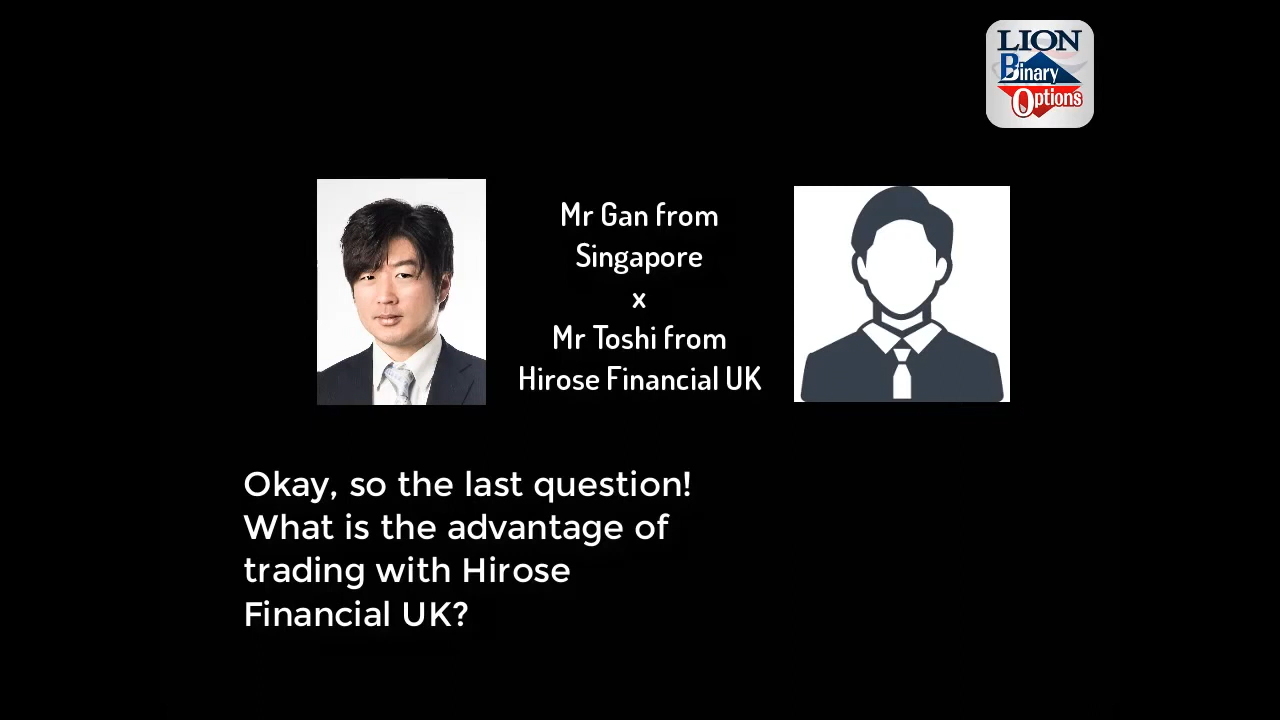 LION
Binary
Options
Mr Gan from
Singapore
x
Mr Toshi from
Hirose Financial UK
Okay, so the last question!
What is the advantage of
trading with Hirose
Financial UK?